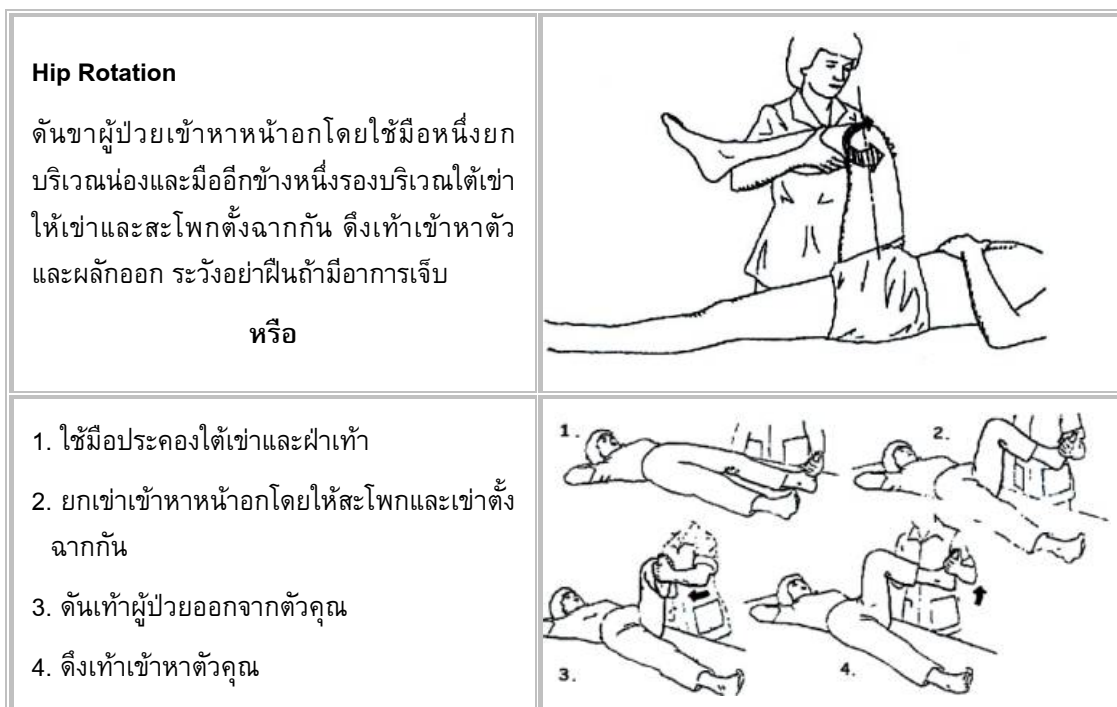 Hip Rotation
ดันขาผู้ป่วยเข้าหาหน้าอกโดยใช้มือหนึ่งยก
บริเวณน่องและมืออีกข้างหนึ่งรองบริเวณใต้เข่า
ให้เข่าและสะโพกตั้งฉากกัน ดึงเท้าเข้าหาตัว
และผลักออก ระวังอย่าฝืนถ้ามีอาการเจ็บ
หรือ
1. ใช้มือประคองใต้เข่าและฝ่าเท้า
2. ยกเข่าเข้าหาหน้าอกโดยให้สะโพกและเข่าตั้ง
ฉากกัน
3. ดันเท้าผู้ป่วยออกจากตัวคุณ
4. ดึงเท้าเข้าหาตัวคุณ
1.
2.
3.
4.